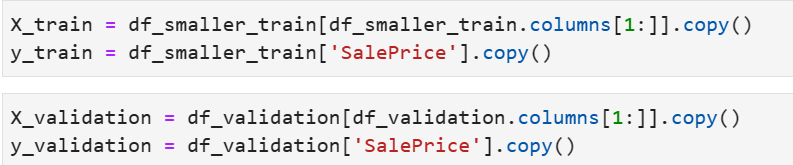 X_train = df_smaller_train[df_smaller_train.columns[1:]].copy()
y_train = df_smaller_train['SalePrice'].copy()
X_validation = df_validation[df_validation.columns[1:]].copy()
y_validation = df_validation['SalePrice'].copy()